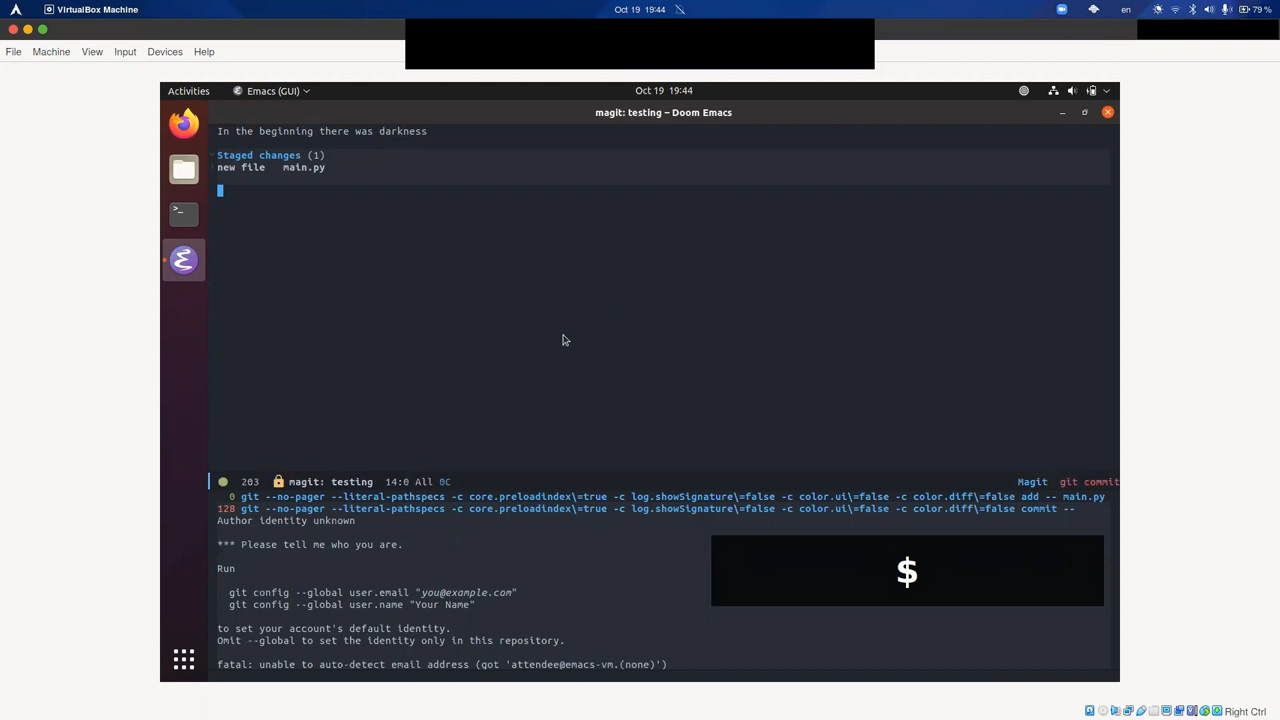 VirtualBox Machine
Oct 19 19:44
en
79 %
File Machine View Input Devices Help
Activities
Emacs (GUI)
Oct 19 19:44
magit: testing – Doom Emacs
In the beginning there was darkness
Staged changes (1)
new file main.py
203 magit: testing 14:0 All 0C
Magit git commit
0 git --no-pager --literal-pathspecs -c core.preloadindex\=true -c log.showSignature\=false -c color.ui\=false -c color.diff\=false add -- main.py
128 git --no-pager --literal-pathspecs -c core.preloadindex\=true -c log.showSignature\=false -c color.ui\=false -c color.diff\=false commit --
Author identity unknown
*** Please tell me who you are.
Run
git config --global user.email "you@example.com"
git config --global user.name "Your Name"
to set your account's default identity.
Omit --global to set the identity only in this repository.
fatal: unable to auto-detect email address (got 'attendee@emacs-vm.(none)')
$
Right Ctrl